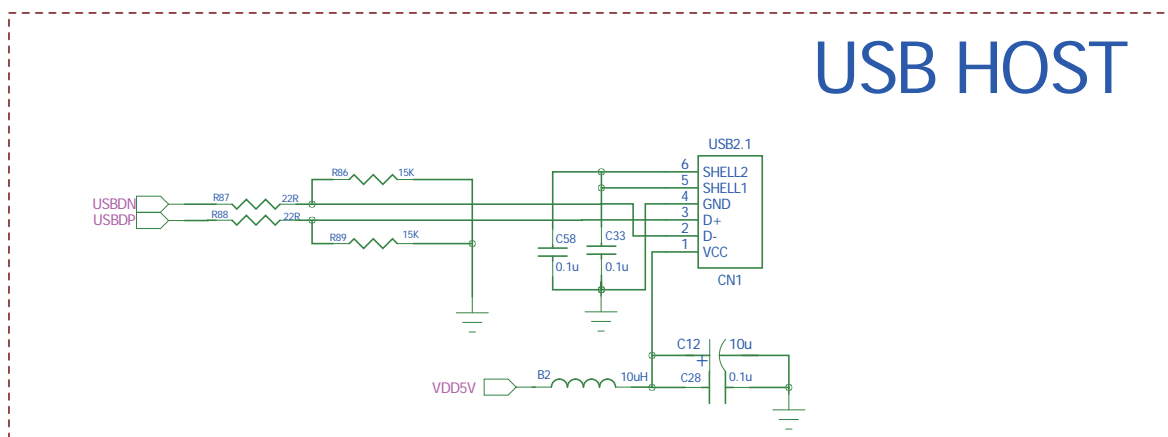 USB HOST
USB2.1
6 SHELL2
5 SHELL1
4 GND
3 D+
2 D-
1 VCC
CN1
R86 15K
USBDN R87 22R
USBDP R88 22R
R89 15K
C58 C33
0.1u 0.1u
C12 + 10u
VDD5V B2 10uH C28 0.1u